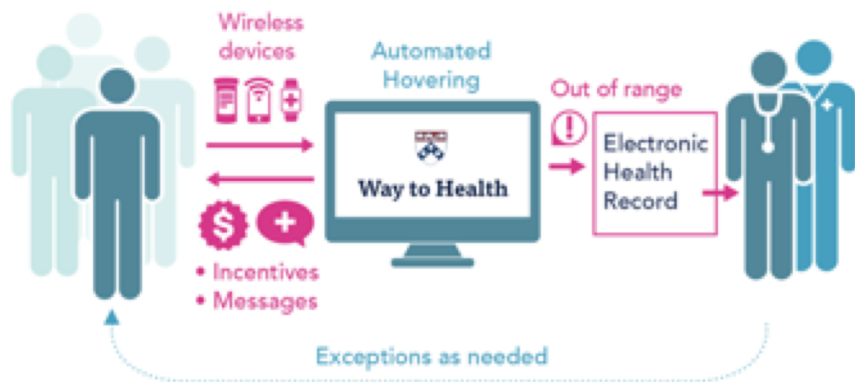 Wireless
devices
Automated
Hovering
Out of range
Way to Health
Electronic
Health
Record
• Incentives
• Messages
Exceptions as needed